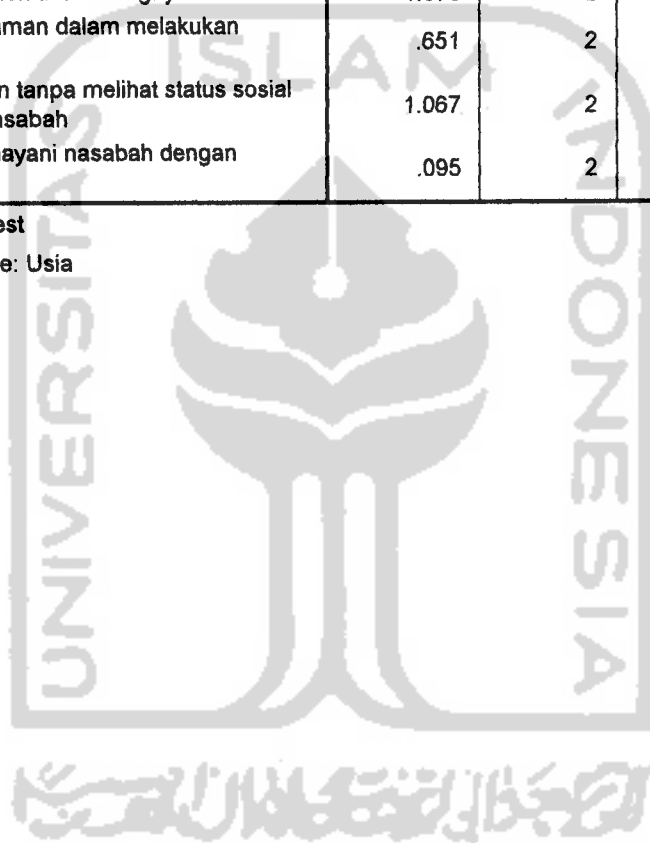 aman dalam melakukan
.651 2
n tanpa melihat status sosial
asabah
1.067 2
ayani nasabah dengan
.095 2
est
e: Usia
ISLAM
UNIVERSITAS
INDONESIA